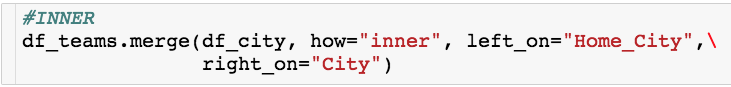 #INNER
df_teams.merge(df_city, how="inner", left_on="Home_City",\
               right_on="City")